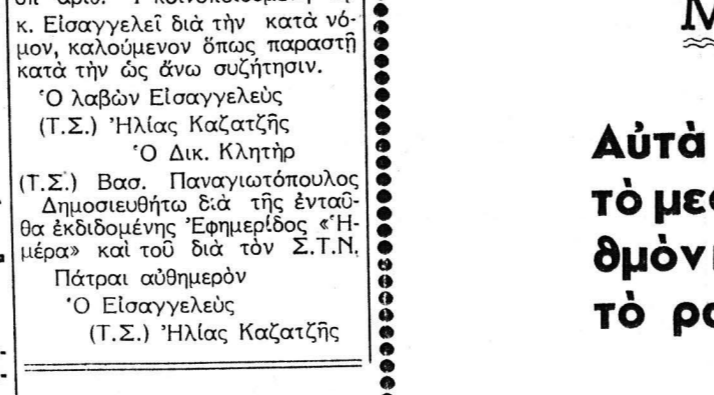 κ. Εἰσαγγελεῖ διὰ τὴν κατὰ νό-
μον, καλούμενον ὅπως παραστῇ
κατὰ τὴν ὡς ἄνω συζήτησιν.
Ὁ λαβὼν Εἰσαγγελεὺς
(Τ.Σ.) Ἠλίας Καζατζῆς
Ὁ Δικ. Κλητὴρ
(Τ.Σ.) Βασ. Παναγιωτόπουλος
Δημοσιευθήτω διὰ τῆς ἐνταῦ-
θα ἐκδιδομένης Ἐφημερίδος «Ἡ-
μέρα» καὶ τοῦ διὰ τὸν Σ.Τ.Ν.
Πάτραι αὐθημερὸν
Ὁ Εἰσαγγελεὺς
(Τ.Σ.) Ἠλίας Καζατζῆς
Αὐτὰ
τὸ
τὸ